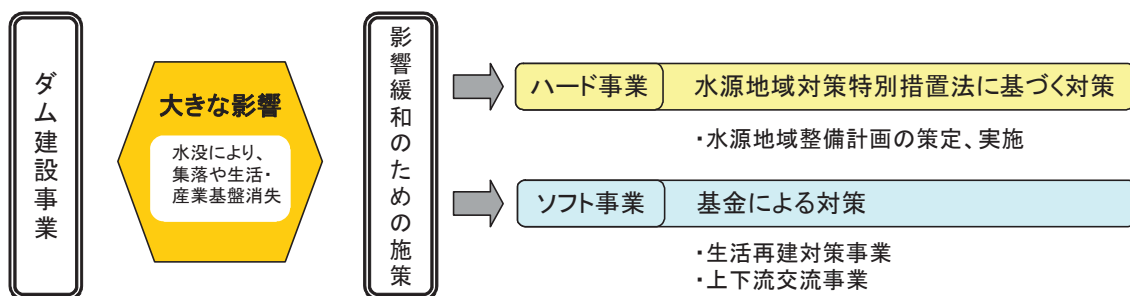 ダム建設事業
大きな影響
水没により、
集落や生活・
産業基盤消失
影響緩和のための施策
ハード事業 水源地域対策特別措置法に基づく対策
・水源地域整備計画の策定、実施
ソフト事業 基金による対策
・生活再建対策事業
・上下流交流事業